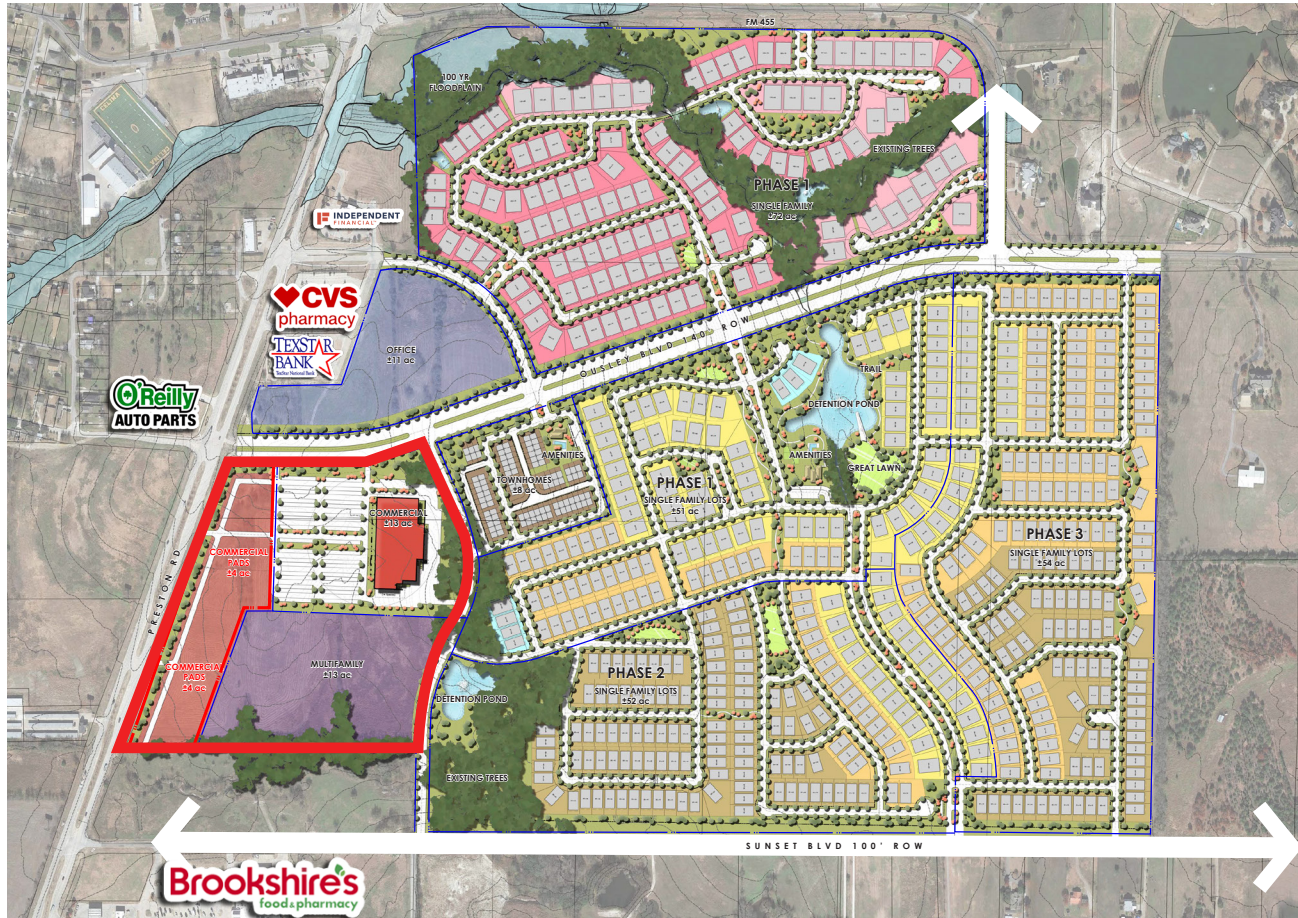 FM 455
100 YR
FLOODPLAIN
CELINA
EXISTING TREES
PHASE 1
SINGLE FAMILY
±72 ac
INDEPENDENT
FINANCIAL
CVS
pharmacy
TEXSTAR
BANK
TexStar National Bank
OFFICE
±11 ac
OUSLEY BLVD 140' ROW
O'Reilly
AUTO PARTS
TRAIL
DETENTION POND
AMENITIES
GREAT LAWN
AMENITIES
TOWNHOMES
±8 ac
PHASE 1
SINGLE FAMILY LOTS
±51 ac
COMMERCIAL
±13 ac
COMMERCIAL
PADS
±4 ac
PRESTON RD
PHASE 3
SINGLE FAMILY LOTS
±54 ac
COMMERCIAL
PADS
±4 ac
MULTIFAMILY
±13 ac
DETENTION POND
PHASE 2
SINGLE FAMILY LOTS
±52 ac
EXISTING TREES
SUNSET BLVD 100' ROW
Brookshire's
food & pharmacy